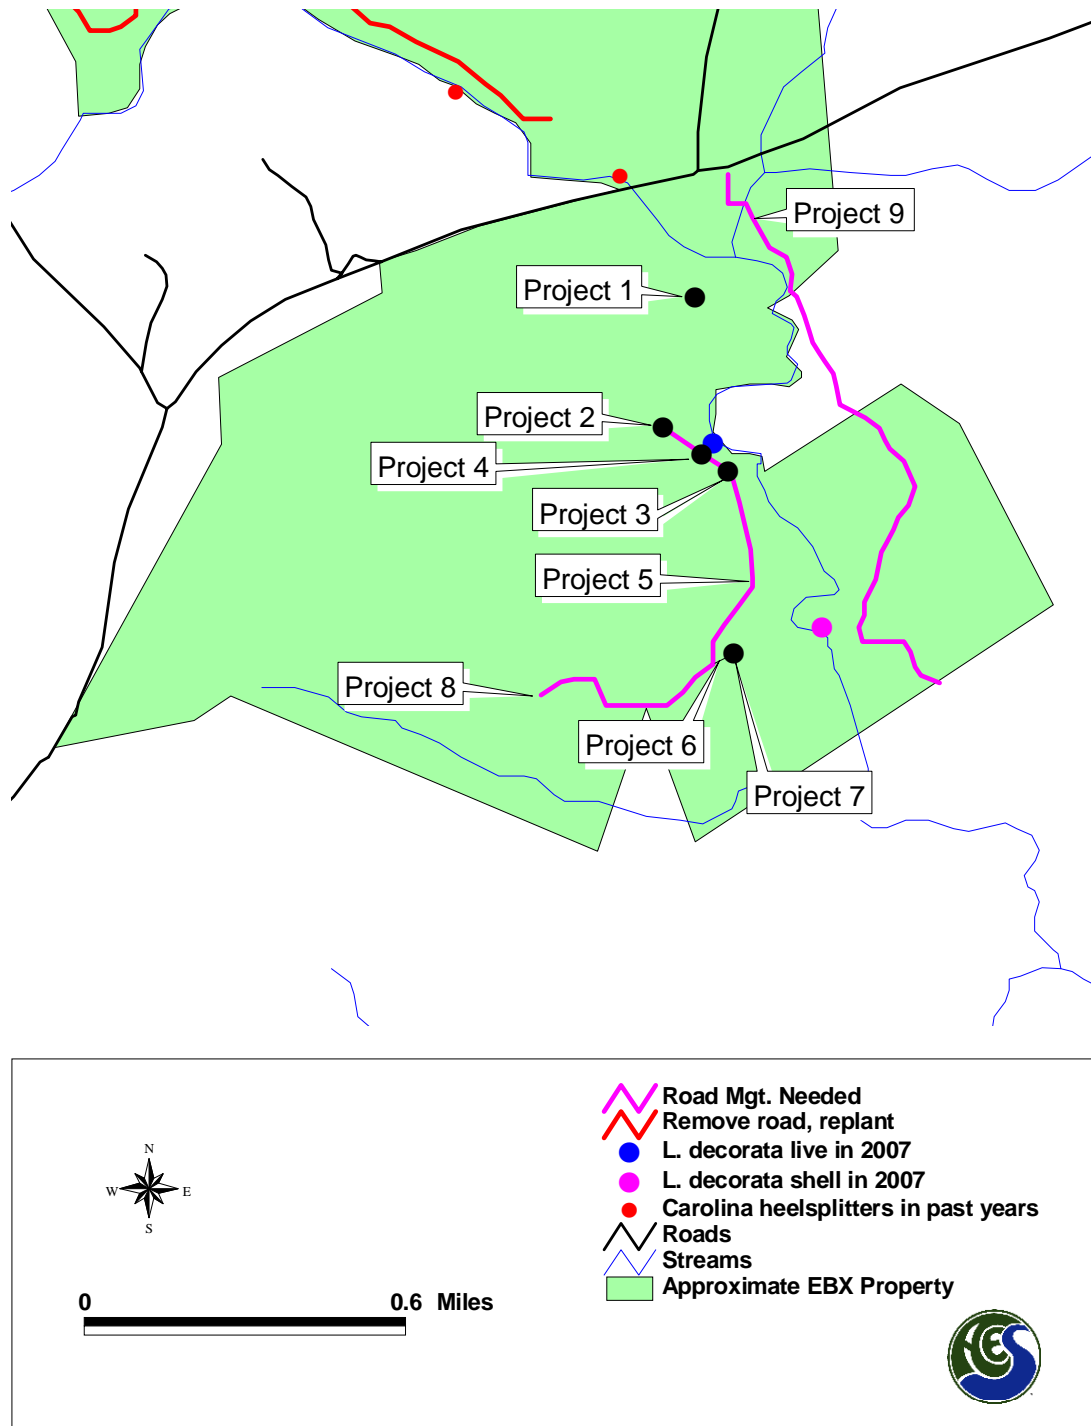 Project 9
Project 1
Project 2
Project 4
Project 3
Project 5
Project 8
Project 6
Project 7
Road Mgt. Needed
Remove road, replant
L. decorata live in 2007
L. decorata shell in 2007
Carolina heelsplitters in past years
Roads
Streams
Approximate EBX Property
N
W E
S
0 0.6 Miles